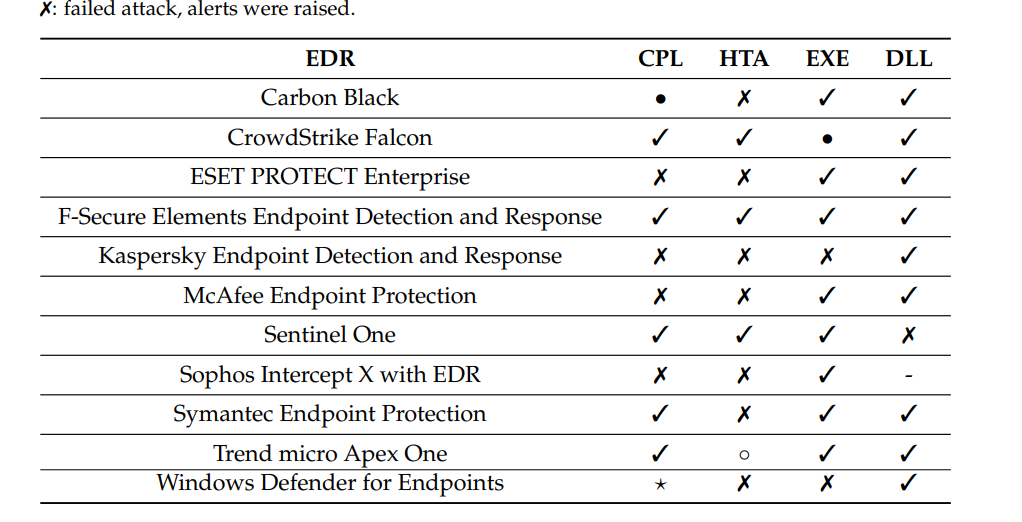 ✗: failed attack, alerts were raised.
EDR CPL HTA EXE DLL
Carbon Black • ✗ ✓ ✓
CrowdStrike Falcon ✓ ✓ • ✓
ESET PROTECT Enterprise ✗ ✗ ✓ ✓
F-Secure Elements Endpoint Detection and Response ✓ ✓ ✓ ✓
Kaspersky Endpoint Detection and Response ✗ ✗ ✗ ✓
McAfee Endpoint Protection ✗ ✗ ✓ ✓
Sentinel One ✓ ✓ ✓ ✗
Sophos Intercept X with EDR ✗ ✗ ✓ -
Symantec Endpoint Protection ✓ ✗ ✓ ✓
Trend micro Apex One ✓ ○ ✓ ✓
Windows Defender for Endpoints ⋆ ✗ ✗ ✓